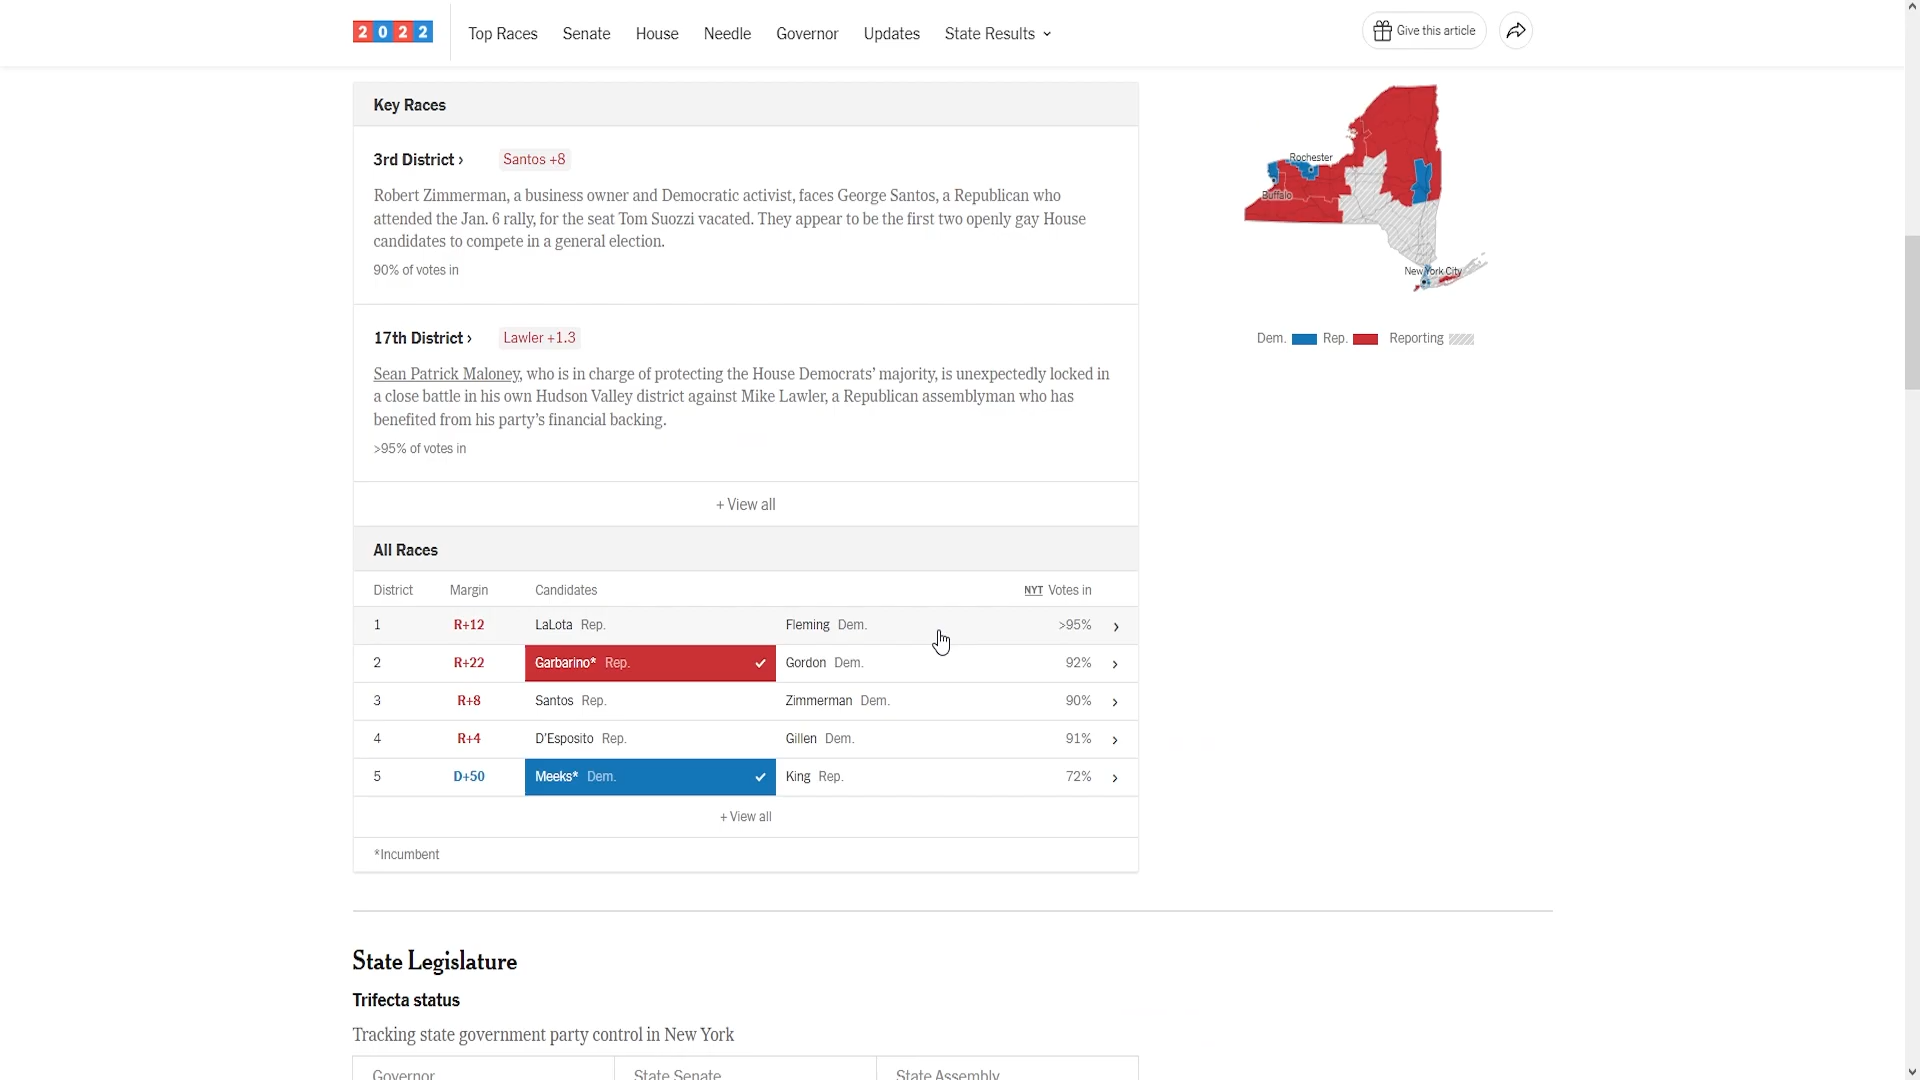 2022
Top Races
Senate
House
Needle
Governor
Updates
State Results
Give this article
Key Races
3rd District ›
Santos +8
Robert Zimmerman, a business owner and Democratic activist, faces George Santos, a Republican who
attended the Jan. 6 rally, for the seat Tom Suozzi vacated. They appear to be the first two openly gay House
candidates to compete in a general election.
90% of votes in
17th District ›
Lawler +1.3
Sean Patrick Maloney, who is in charge of protecting the House Democrats’ majority, is unexpectedly locked in
a close battle in his own Hudson Valley district against Mike Lawler, a Republican assemblyman who has
benefited from his party’s financial backing.
>95% of votes in
+ View all
Rochester
Buffalo
New York City
Dem. Rep. Reporting
All Races
District Margin Candidates NYT Votes in
1 R+12 LaLota Rep. Fleming Dem. >95% ›
2 R+22 Garbarino* Rep. ✓ Gordon Dem. 92% ›
3 R+8 Santos Rep. Zimmerman Dem. 90% ›
4 R+4 D’Esposito Rep. Gillen Dem. 91% ›
5 D+50 Meeks* Dem. ✓ King Rep. 72% ›
+ View all
*Incumbent
State Legislature
Trifecta status
Tracking state government party control in New York
Governor State Senate State Assembly